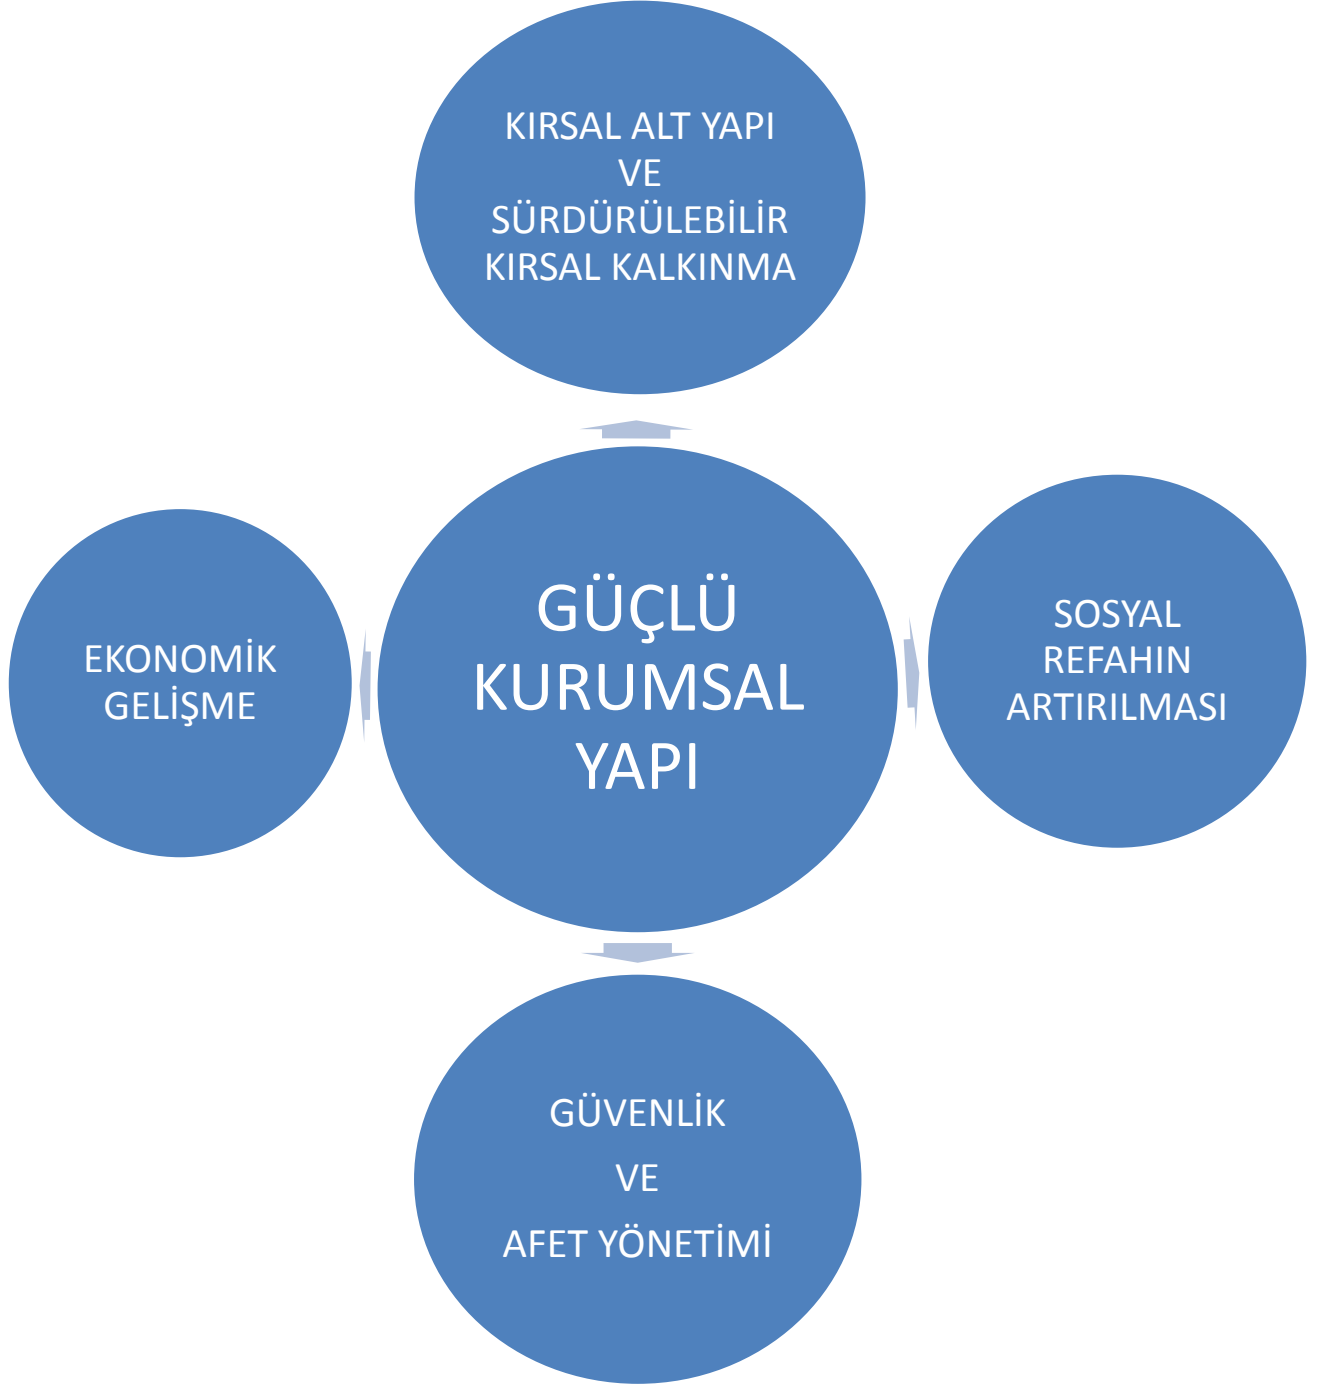 KIRSAL ALT YAPI
VE
SÜRDÜRÜLEBİLİR
KIRSAL KALKINMA
EKONOMİK
GELİŞME
GÜÇLÜ
KURUMSAL
YAPI
SOSYAL
REFAHIN
ARTIRILMASI
GÜVENLİK
VE
AFET YÖNETİMİ